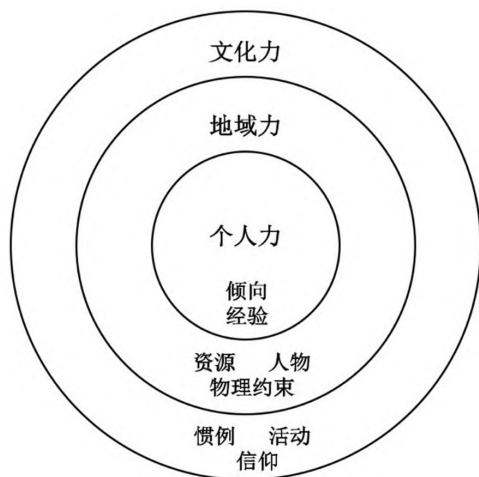 文化力
地域力
个人力
倾向
经验
资源 人物
物理约束
惯例 活动
信仰